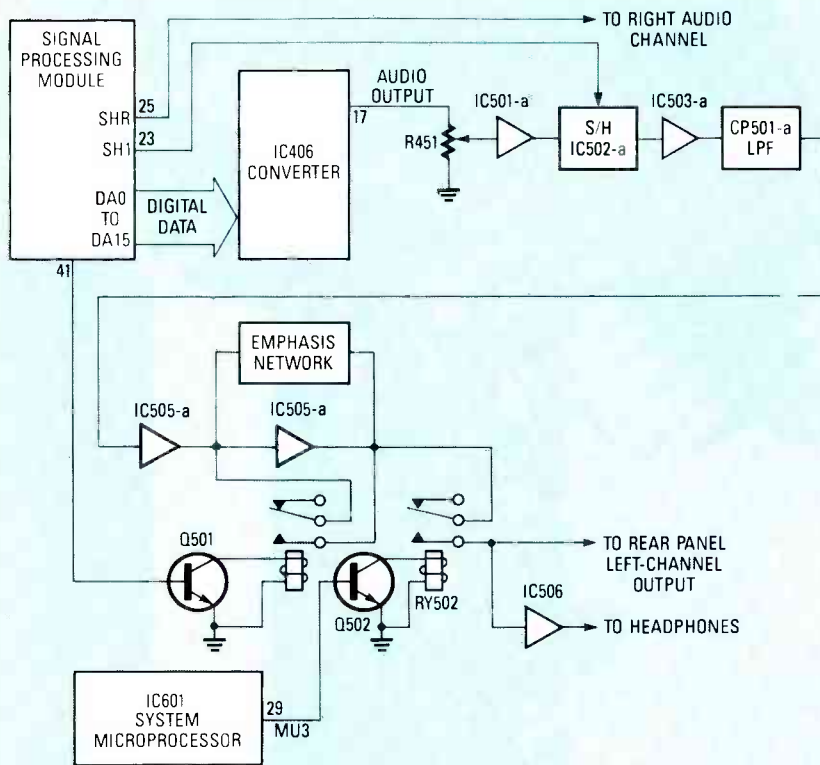 SIGNAL
PROCESSING
MODULE
25
SHR
23
SH1
DA0
TO
DA15
41
DIGITAL
DATA
IC406
CONVERTER
AUDIO
OUTPUT
17
R451
IC501-a
S/H
IC502-a
IC503-a
CP501-a
LPF
TO RIGHT AUDIO
CHANNEL
EMPHASIS
NETWORK
IC505-a
IC505-a
Q501
Q502
RY502
TO REAR PANEL
LEFT-CHANNEL
OUTPUT
IC506
TO HEADPHONES
IC601
SYSTEM
MICROPROCESSOR
29
MU3